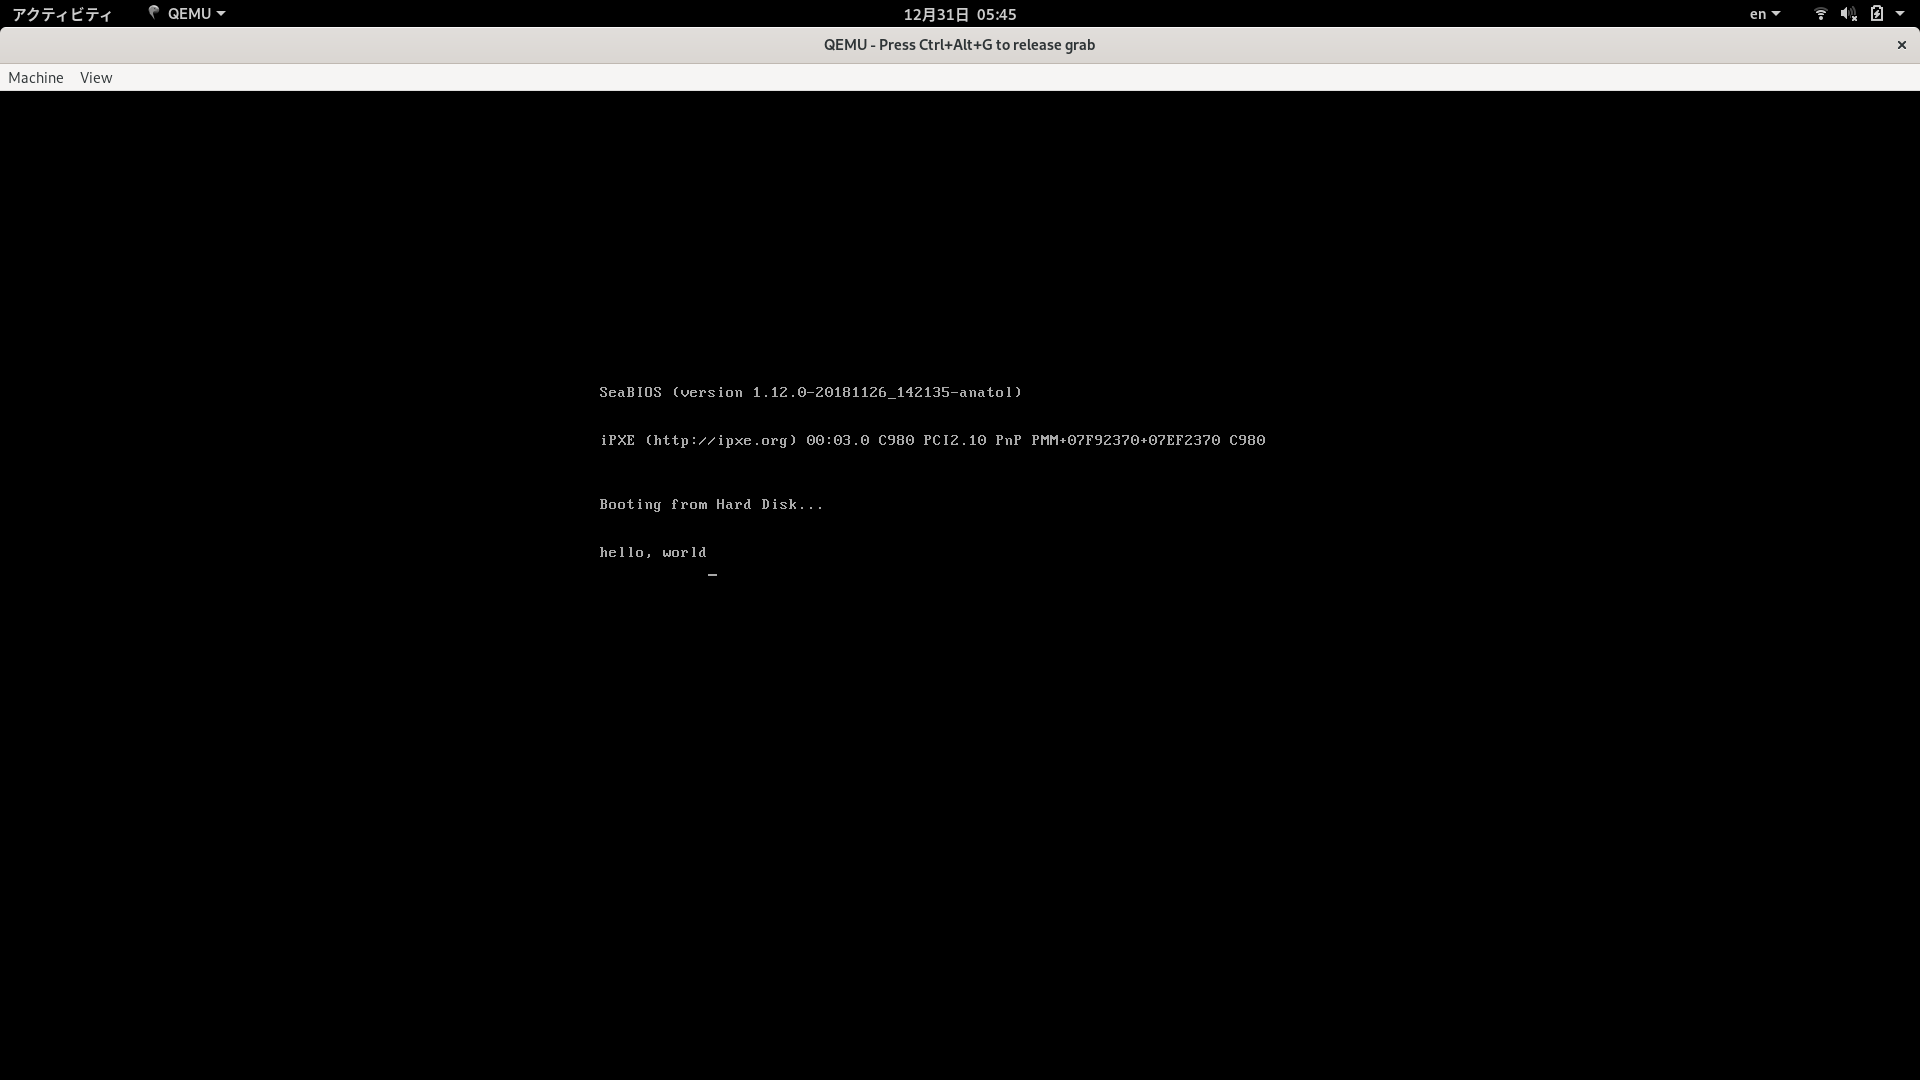 アクティビティ QEMU 12月31日 05:45 en
QEMU - Press Ctrl+Alt+G to release grab ×
Machine View
SeaBIOS (version 1.12.0-20181126_142135-anatol)
iPXE (http://ipxe.org) 00:03.0 C980 PCI2.10 PnP PMM+07F92370+07EF2370 C980
Booting from Hard Disk...
hello, world
_